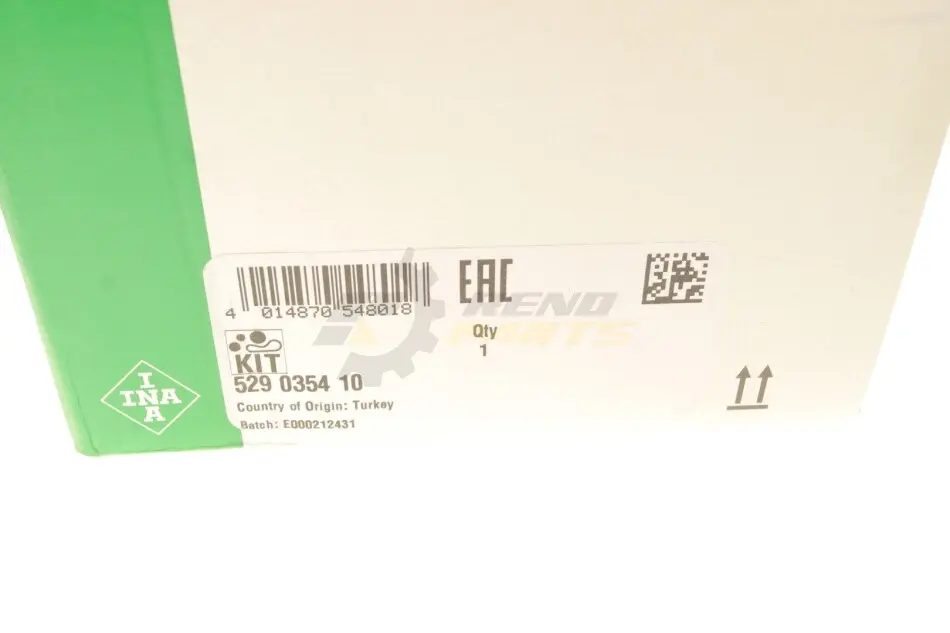 4 014870 548018
EAC
RENO
PARTS
Qty
1
KIT
529 0354 10
Country of Origin: Turkey
Batch: E000212431
INA
INA